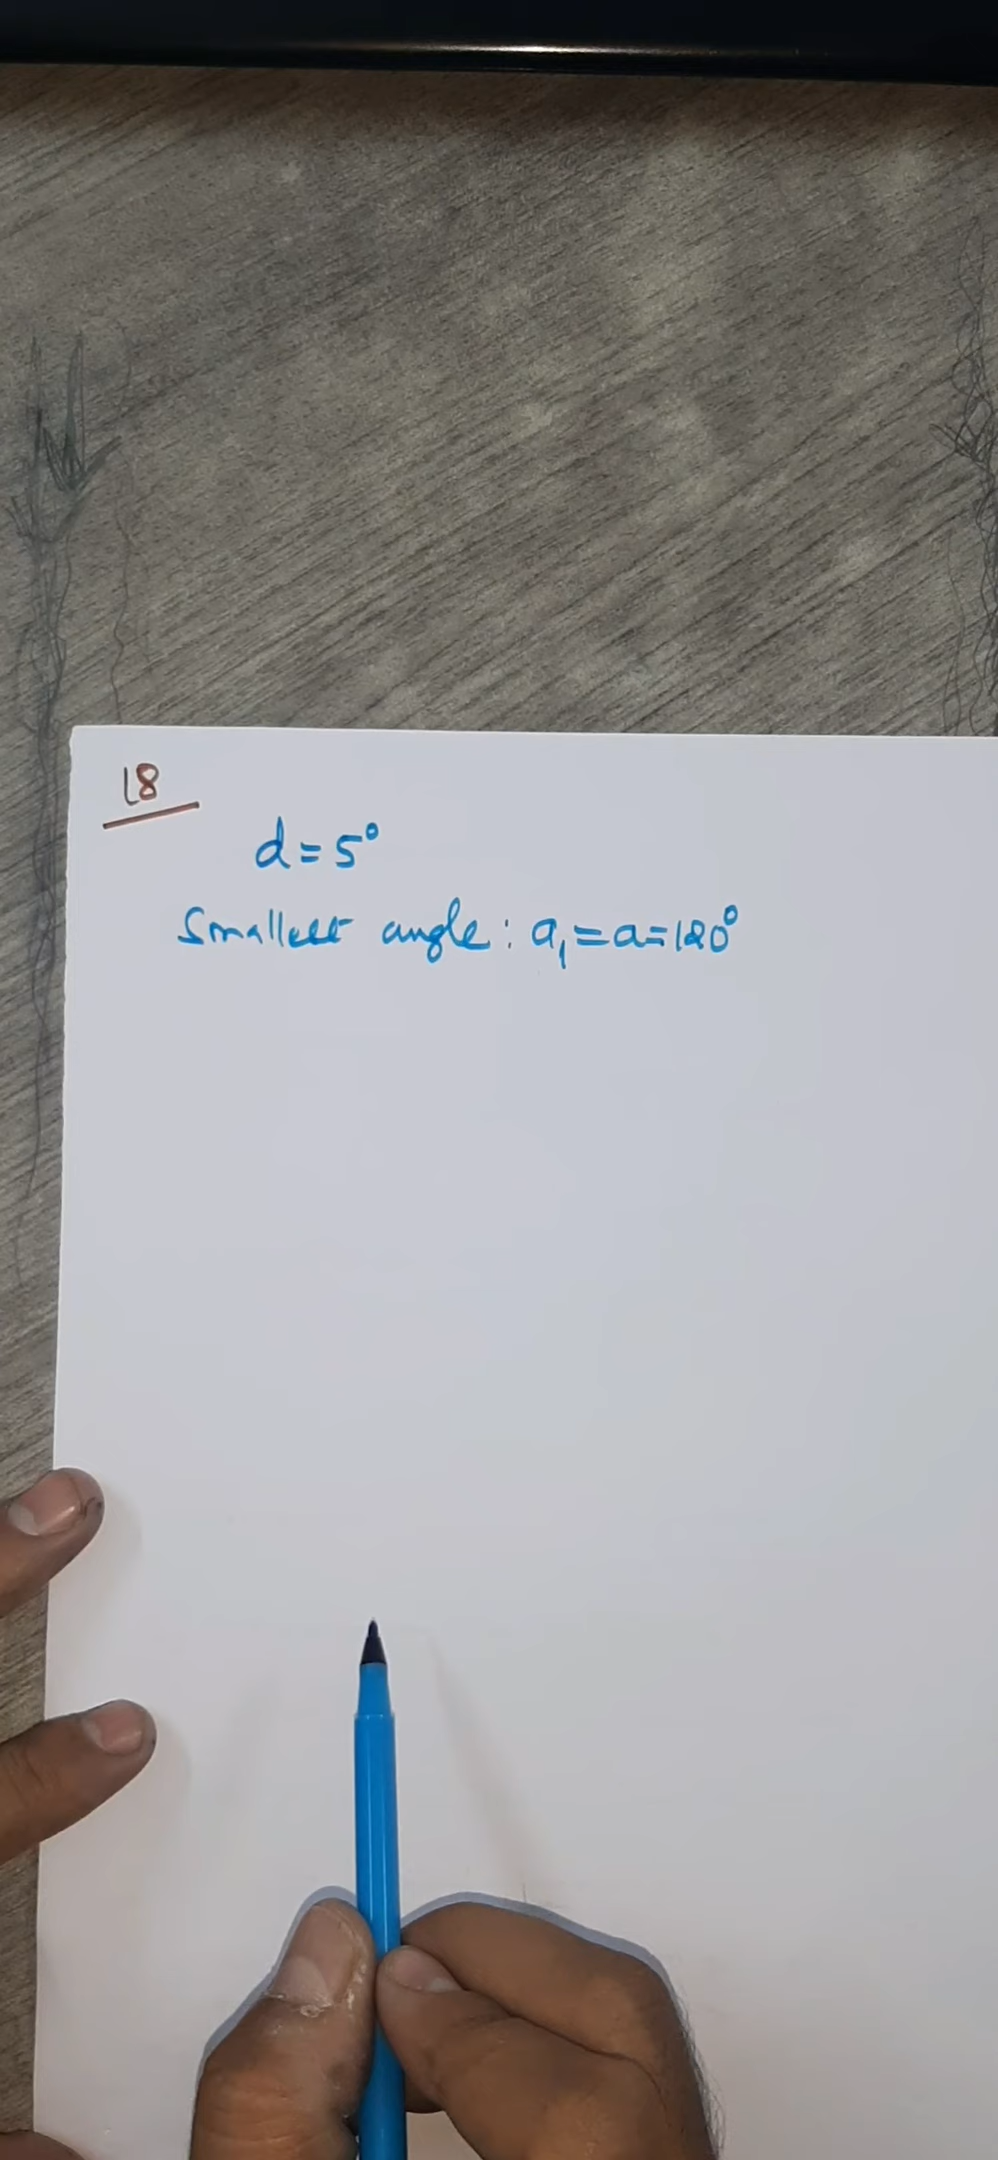 18
d = 5°
Smallest angle : a₁ = a = 120°